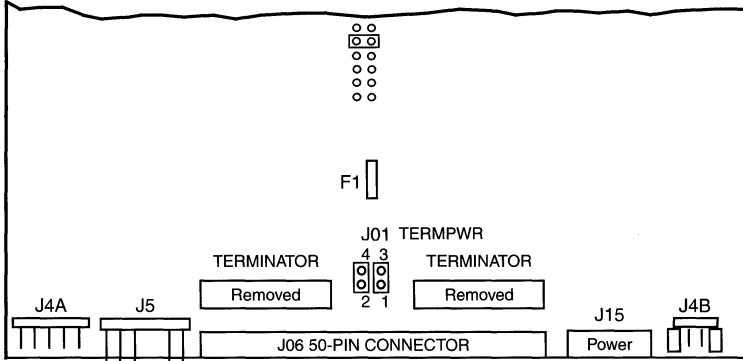 F1
J01 TERMPWR
4 3
TERMINATOR
TERMINATOR
Removed
2 1
Removed
J4A
J5
J15
J4B
J06 50-PIN CONNECTOR
Power